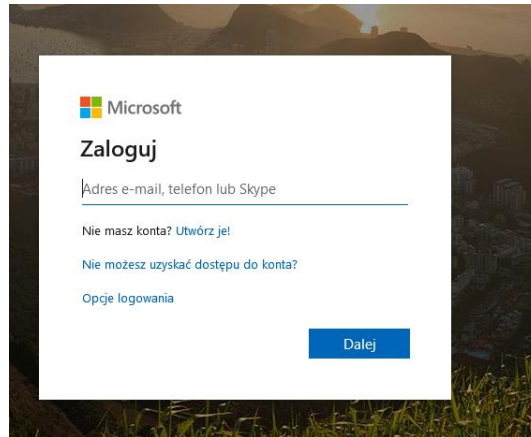 Microsoft
Zaloguj
Adres e-mail, telefon lub Skype
Nie masz konta? Utwórz je!
Nie możesz uzyskać dostępu do konta?
Opcje logowania
Dalej